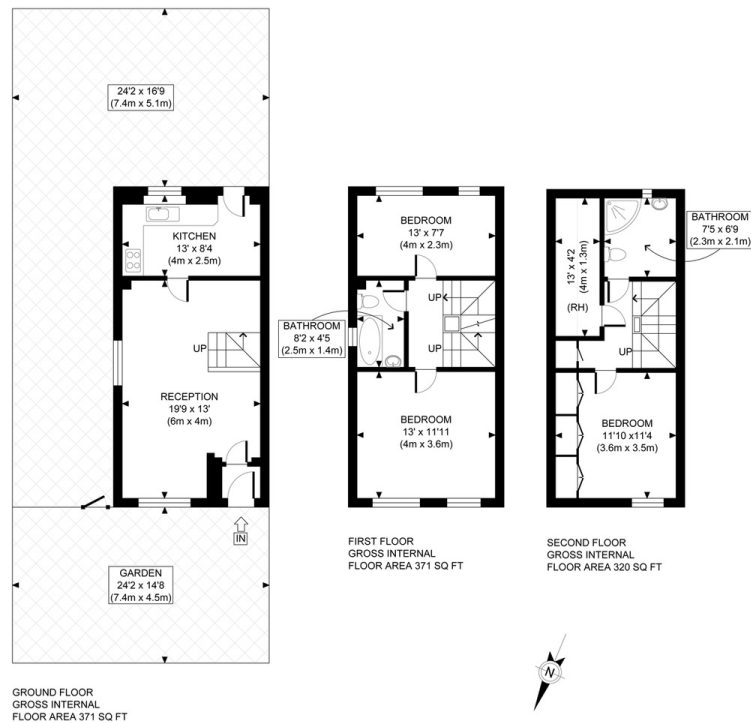 24'2 x 16'9
(7.4m x 5.1m)
KITCHEN
13' x 8'4
(4m x 2.5m)
UP
RECEPTION
19'9 x 13'
(6m x 4m)
IN
GARDEN
24'2 x 14'8
(7.4m x 4.5m)
GROUND FLOOR
GROSS INTERNAL
FLOOR AREA 371 SQ FT
BEDROOM
13' x 7'7
(4m x 2.3m)
UP
BATHROOM
8'2 x 4'5
(2.5m x 1.4m)
UP
BEDROOM
13' x 11'11
(4m x 3.6m)
FIRST FLOOR
GROSS INTERNAL
FLOOR AREA 371 SQ FT
BATHROOM
7'5 x 6'9
(2.3m x 2.1m)
13' x 4'2
(4m x 1.3m)
(RH)
UP
BEDROOM
11'10 x11'4
(3.6m x 3.5m)
SECOND FLOOR
GROSS INTERNAL
FLOOR AREA 320 SQ FT
N